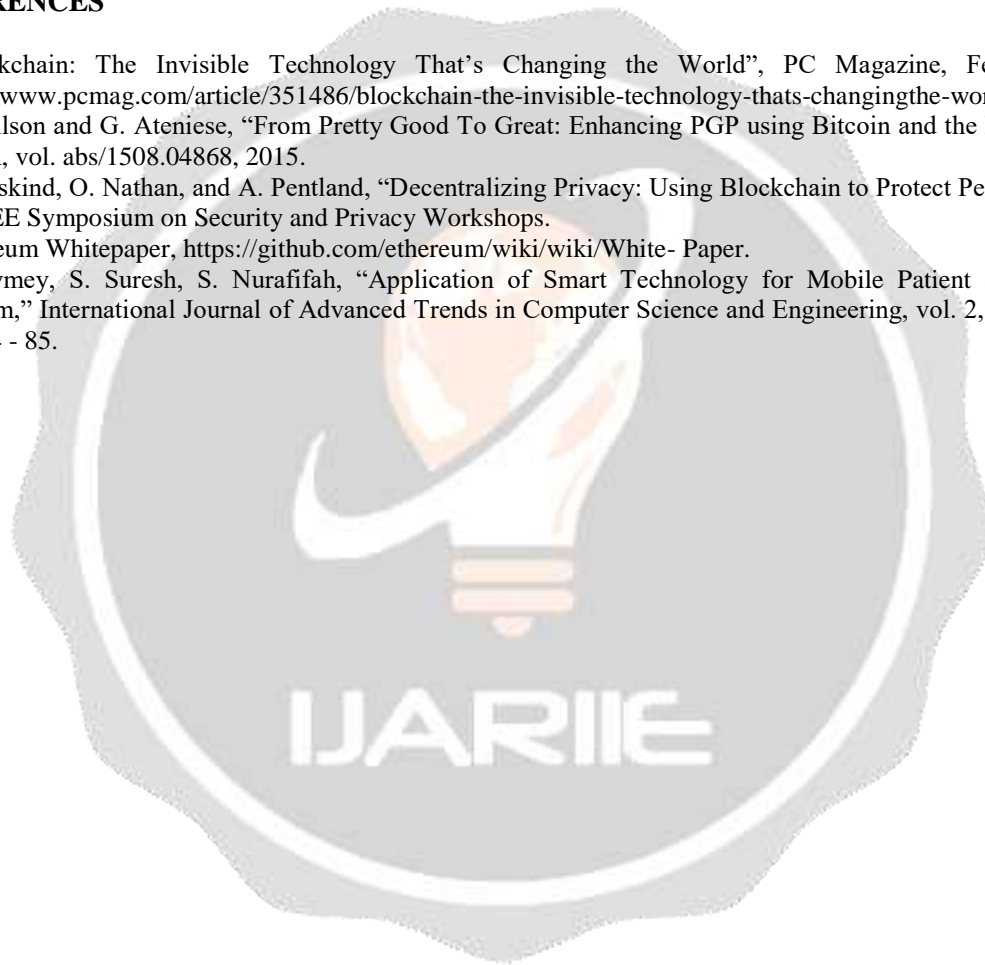 RENCES
kchain: The Invisible Technology That’s Changing the World”, PC Magazine, Fe
www.pcmag.com/article/351486/blockchain-the-invisible-technology-thats-changingthe-wor
lson and G. Ateniese, “From Pretty Good To Great: Enhancing PGP using Bitcoin and the
, vol. abs/1508.04868, 2015.
skind, O. Nathan, and A. Pentland, “Decentralizing Privacy: Using Blockchain to Protect Pe
EE Symposium on Security and Privacy Workshops.
eum Whitepaper, https://github.com/ethereum/wiki/wiki/White- Paper.
mey, S. Suresh, S. Nurafifah, “Application of Smart Technology for Mobile Patient
m,” International Journal of Advanced Trends in Computer Science and Engineering, vol. 2,
- 85.
IJARIIE